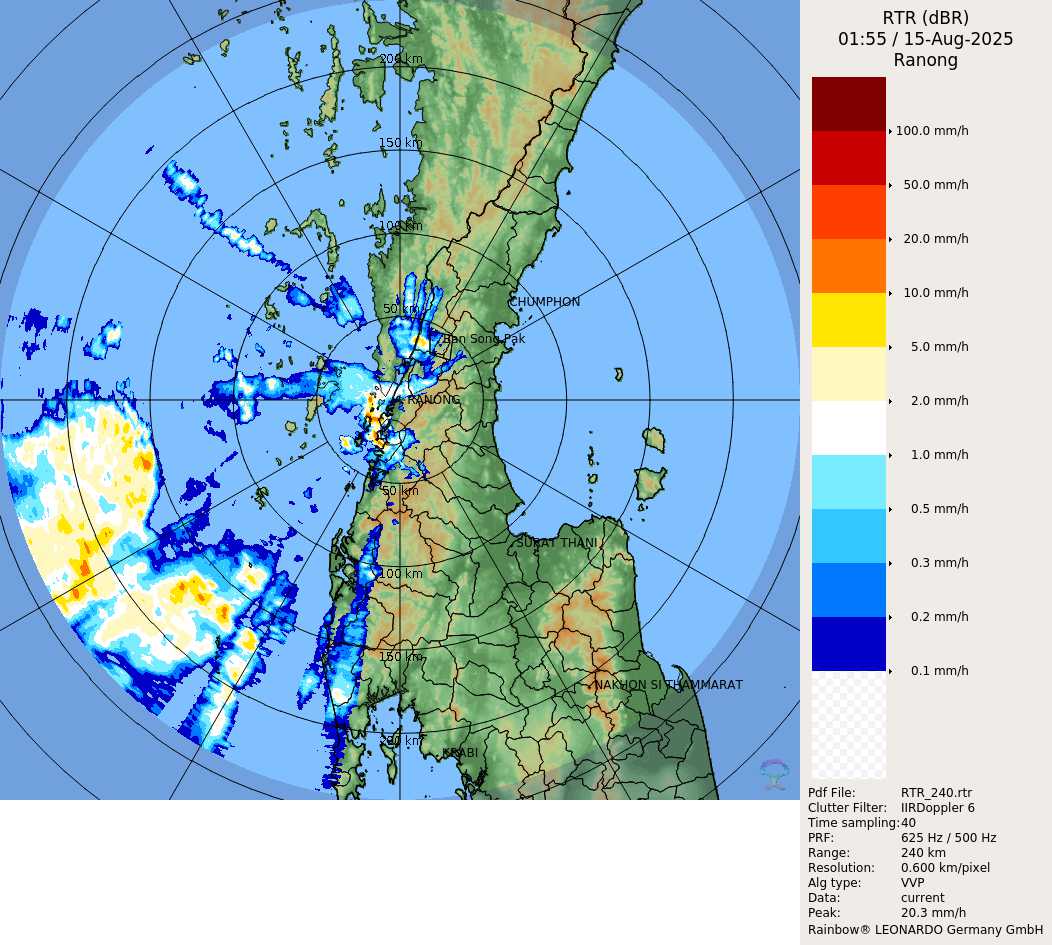 RTR (dBR)
01:55 / 15-Aug-2025
Ranong
200 km
150 km
100 km
50 km
CHUMPHON
Ban Song Pak
RANONG
50 km
SURAT THANI
100 km
150 km
NAKHON SI THAMMARAT
200 km
KRABI
100.0 mm/h
50.0 mm/h
20.0 mm/h
10.0 mm/h
5.0 mm/h
2.0 mm/h
1.0 mm/h
0.5 mm/h
0.3 mm/h
0.2 mm/h
0.1 mm/h
Pdf File: RTR_240.rtr
Clutter Filter: IIRDoppler 6
Time sampling: 40
PRF: 625 Hz / 500 Hz
Range: 240 km
Resolution: 0.600 km/pixel
Alg type: VVP
Data: current
Peak: 20.3 mm/h
Rainbow® LEONARDO Germany GmbH